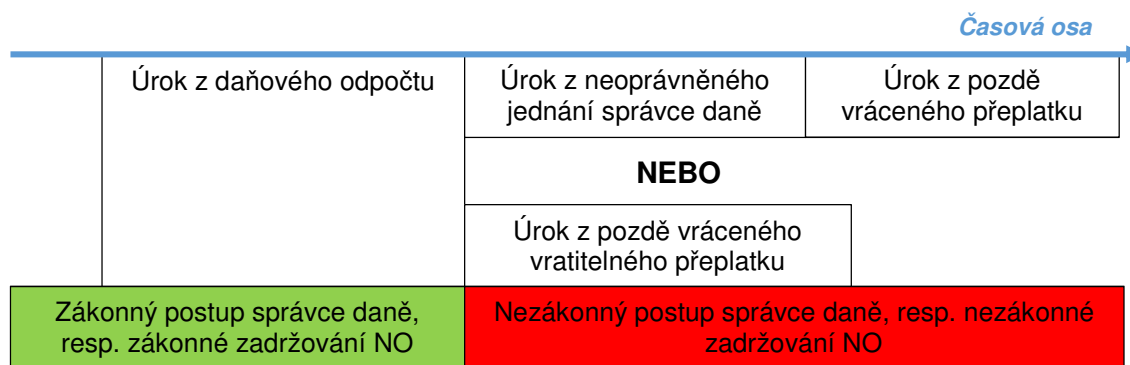 Časová osa
Úrok z daňového odpočtu
Úrok z neoprávněného
jednání správce daně
Úrok z pozdě
vráceného přeplatku
NEBO
Úrok z pozdě vráceného
vratitelného přeplatku
Zákonný postup správce daně,
resp. zákonné zadržování NO
Nezákonný postup správce daně, resp. nezákonné
zadržování NO